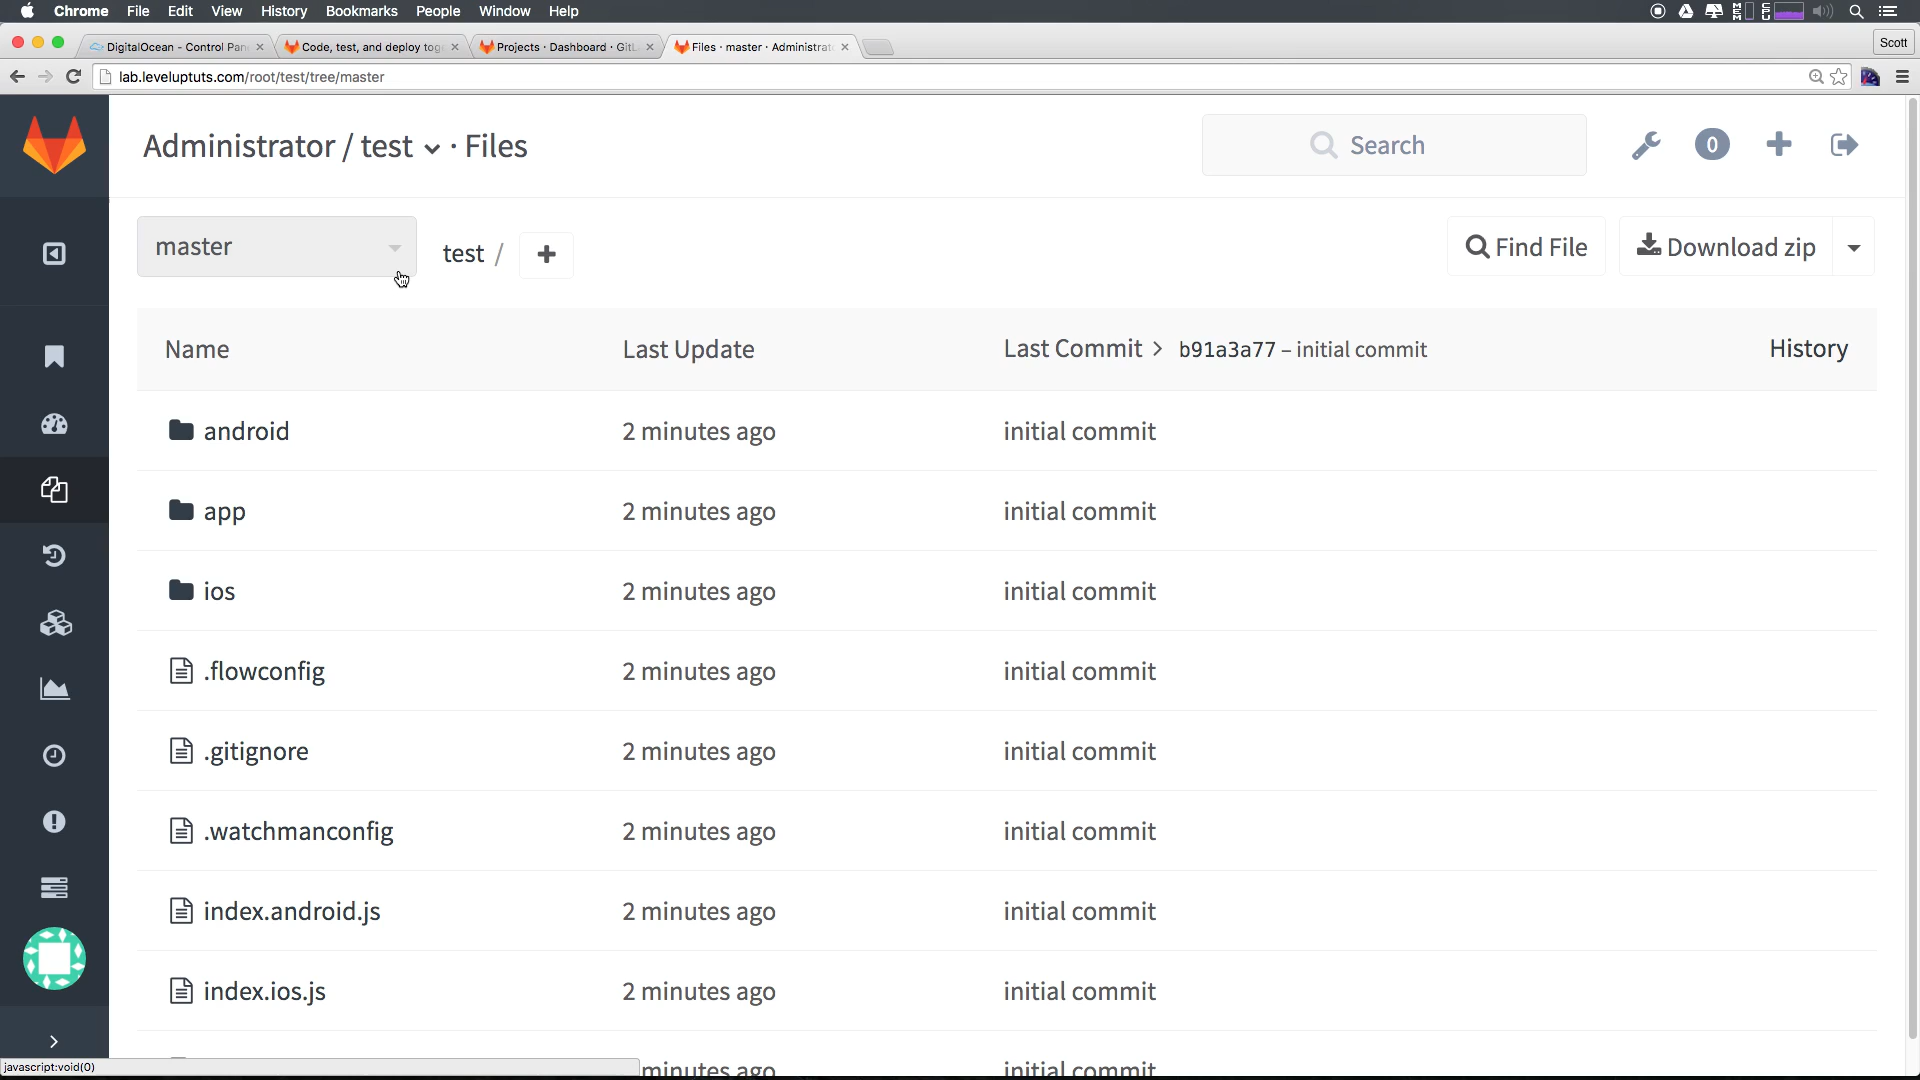 Chrome File Edit View History Bookmarks People Window Help
DigitalOcean - Control Pan Code, test, and deploy tog Projects · Dashboard · GitL Files · master · Administrat Scott
lab.leveluptuts.com/root/test/tree/master
Administrator / test · Files Search 0
master test / + Find File Download zip
Name Last Update Last Commit > b91a3a77 – initial commit History
android 2 minutes ago initial commit
app 2 minutes ago initial commit
ios 2 minutes ago initial commit
.flowconfig 2 minutes ago initial commit
.gitignore 2 minutes ago initial commit
.watchmanconfig 2 minutes ago initial commit
index.android.js 2 minutes ago initial commit
index.ios.js 2 minutes ago initial commit
minutes ago initial commit
javascript:void(0)